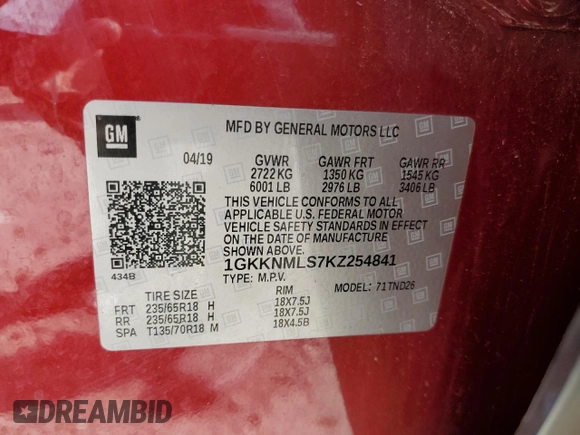 GM
MFD BY GENERAL MOTORS LLC
04/19 GVWR GAWR FRT GAWR RR
2722 KG 1350 KG 1545 KG
6001 LB 2976 LB 3406 LB
THIS VEHICLE CONFORMS TO ALL
APPLICABLE U.S. FEDERAL MOTOR
VEHICLE SAFETY STANDARDS IN EFFECT
ON THE DATE OF MANUFACTURE
SHOWN ABOVE.
434B
1GKKNMLS7KZ254841
TYPE: M.P.V. MODEL: 71TND26
TIRE SIZE RIM
FRT 235/65R18 H 18X7.5J
RR 235/65R18 H 18X7.5J
SPA T135/70R18 M 18X4.5B
DREAMBID